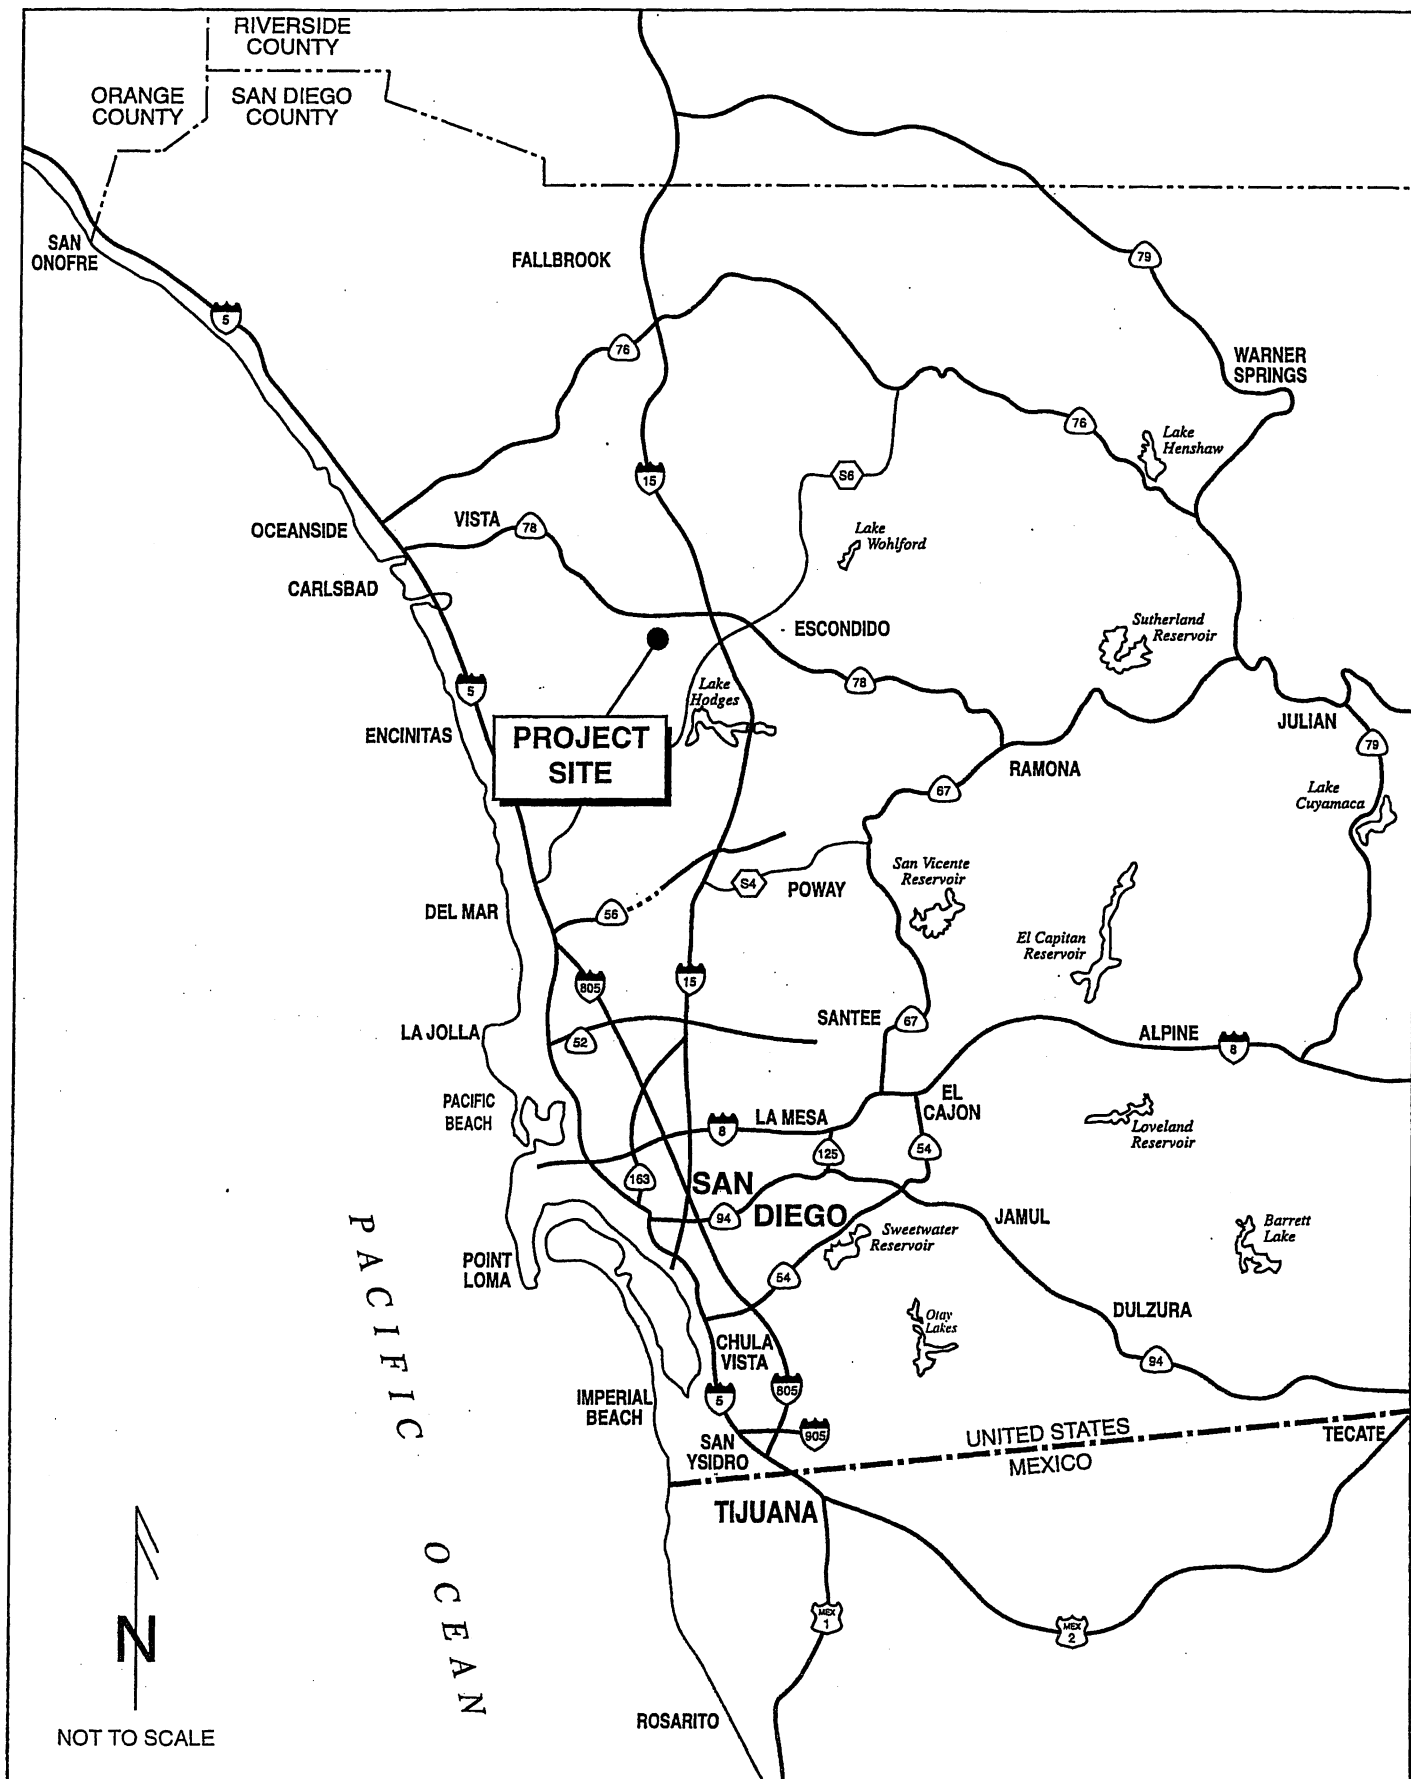 RIVERSIDE
COUNTY
ORANGE
COUNTY
SAN DIEGO
COUNTY
SAN
ONOFRE
FALLBROOK
79
5
76
WARNER
SPRINGS
76
Lake
Henshaw
15
S6
OCEANSIDE
VISTA
78
Lake
Wohlford
CARLSBAD
ESCONDIDO
Sutherland
Reservoir
5
Lake
Hodges
78
ENCINITAS
PROJECT
SITE
JULIAN
79
RAMONA
67
Lake
Cuyamaca
San Vicente
Reservoir
S4
POWAY
DEL MAR
56
El Capitan
Reservoir
805
15
SANTEE
67
LA JOLLA
52
ALPINE
8
PACIFIC
BEACH
EL
CAJON
LA MESA
8
Loveland
Reservoir
125
54
163
SAN
DIEGO
94
JAMUL
Sweetwater
Reservoir
Barrett
Lake
POINT
LOMA
54
Otay
Lakes
DULZURA
CHULA
VISTA
94
IMPERIAL
BEACH
5
805
905
SAN
YSIDRO
UNITED STATES
MEXICO
TECATE
TIJUANA
PACIFIC
OCEAN
MEX
1
MEX
2
N
NOT TO SCALE
ROSARITO